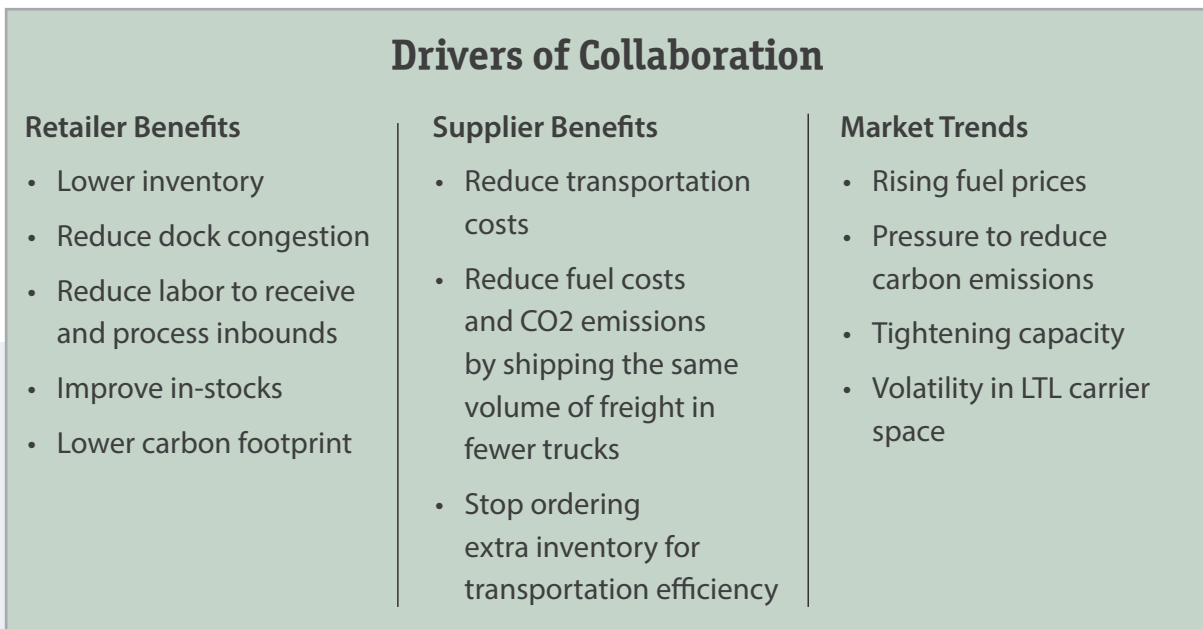 Drivers of Collaboration
Retailer Benefits
• Lower inventory
• Reduce dock congestion
• Reduce labor to receive
and process inbounds
• Improve in-stocks
• Lower carbon footprint
Supplier Benefits
• Reduce transportation
costs
• Reduce fuel costs
and CO2 emissions
by shipping the same
volume of freight in
fewer trucks
• Stop ordering
extra inventory for
transportation efficiency
Market Trends
• Rising fuel prices
• Pressure to reduce
carbon emissions
• Tightening capacity
• Volatility in LTL carrier
space